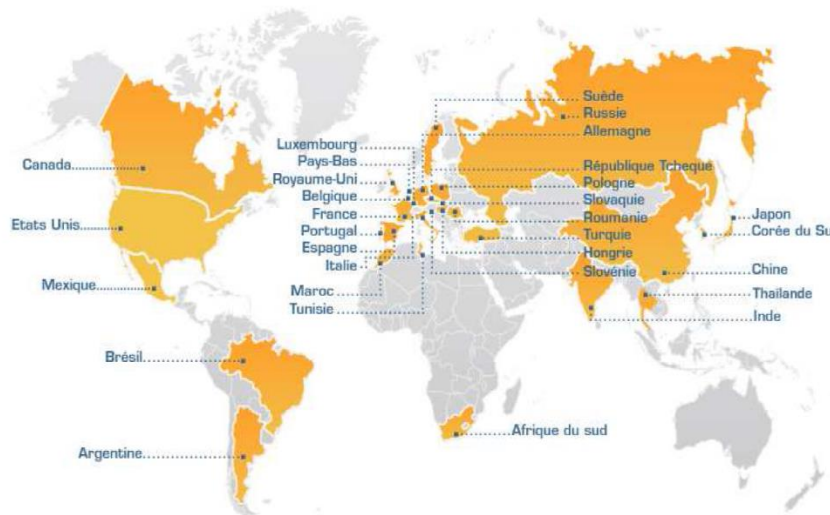 Suède
Russie
Allemagne
Luxembourg
Pays-Bas
Royaume-Uni
Belgique
France
Portugal
Espagne
Italie
Maroc
Tunisie
République Tcheque
Pologne
Slovaquie
Roumanie
Turquie
Hongrie
Slovénie
Canada
Etats Unis
Mexique
Brésil
Argentine
Japon
Corée du Su
Chine
Thaïlande
Inde
Afrique du sud